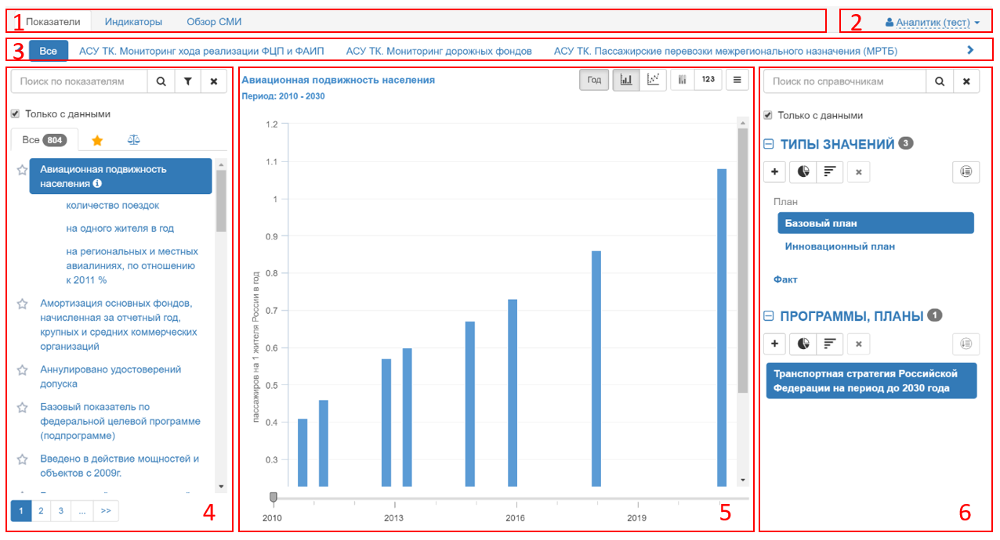 1 Показатели Индикаторы Обзор СМИ 2 Аналитик (тест)
3 Все АСУ ТК. Мониторинг хода реализации ФЦП и ФАИП АСУ ТК. Мониторинг дорожных фондов АСУ ТК. Пассажирские перевозки межрегионального назначения (МРТБ)
Поиск по показателям
Только с данными
Все 804
Авиационная подвижность
населения
количество поездок
на одного жителя в год
на региональных и местных
авиалиниях, по отношению
к 2011 %
Амортизация основных фондов,
начисленная за отчетный год,
крупных и средних коммерческих
организаций
Аннулировано удостоверений
допуска
Базовый показатель по
федеральной целевой программе
(подпрограмме)
Введено в действие мощностей и
объектов с 2009г.
1 2 3 ... >>
4
Авиационная подвижность населения
Период: 2010 - 2030
Год 123
пассажиров на 1 жителя России в год
1.2
1.1
1
0.9
0.8
0.7
0.6
0.5
0.4
0.3
2010 2013 2016 2019
5
Поиск по справочникам
Только с данными
ТИПЫ ЗНАЧЕНИЙ 3
План
Базовый план
Инновационный план
Факт
ПРОГРАММЫ, ПЛАНЫ 1
Транспортная стратегия Российской
Федерации на период до 2030 года
6